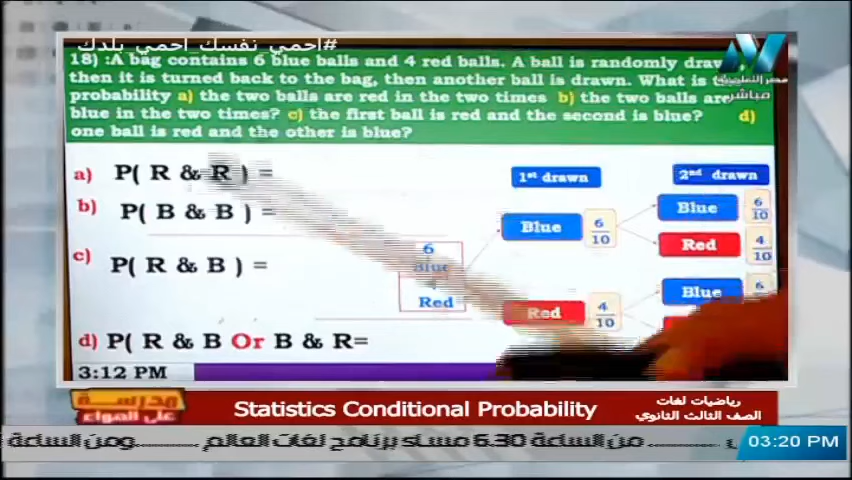 #احمي نفسك_احمي بلدك
18) :A bag contains 6 blue balls and 4 red balls. A ball is randomly
then it is turned back to the bag, then another ball is drawn. What is
probability a) the two balls are red in the two times b) the two balls are
blue in the two times? c) the first ball is red and the second is blue? d)
one ball is red and the other is blue?
مصر التعليمية
مباشر
a) P( R & R ) =
1st drawn
2nd drawn
b) P( B & B ) =
Blue 6/10
Blue 6/10
Red 4/10
c) P( R & B ) =
6
Blue
Red
Red 4/10
Blue 6
d) P( R & B Or B & R=
3:12 PM
مدرسة
على الهواء
Statistics Conditional Probability
رياضيات لغات
الصف الثالث الثانوي
من الساعة 6.30 مساء برنامج لغات العالم ..........ومن الساعة
03:20 PM